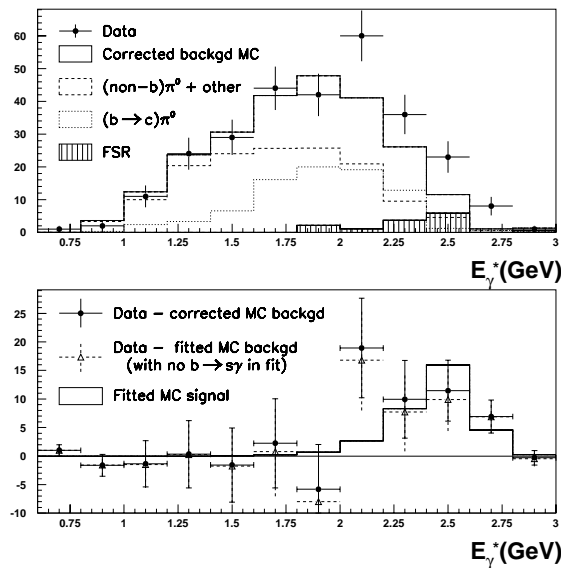 Data
Corrected backgd MC
(non-b)π⁰ + other
(b→c)π⁰
FSR
60
50
40
30
20
10
0
0.75 1 1.25 1.5 1.75 2 2.25 2.5 2.75 3
E*γ(GeV)
Data – corrected MC backgd
Data – fitted MC backgd
(with no b→sγ in fit)
Fitted MC signal
25
20
15
10
5
0
-5
-10
0.75 1 1.25 1.5 1.75 2 2.25 2.5 2.75 3
E*γ(GeV)